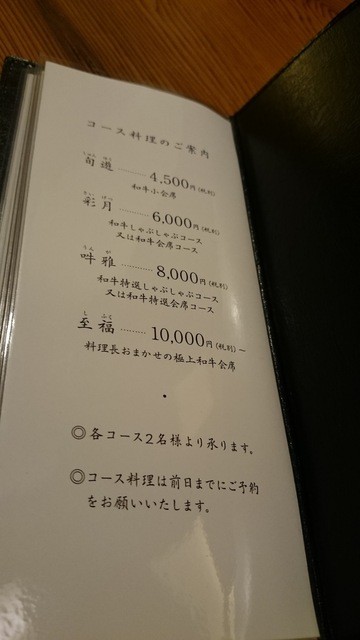 コース料理のご案内
旬遊 ……… 4,500円(税別)
和牛小会席
彩月 ……… 6,000円(税別)
和牛しゃぶしゃぶコース
又は和牛会席コース
吽雅 ……… 8,000円(税別)
和牛特選しゃぶしゃぶコース
又は和牛特選会席コース
至福 ……… 10,000円(税別)～
料理長おまかせの極上和牛会席
◎各コース2名様より承ります。
◎コース料理は前日までにご予約
をお願いいたします。